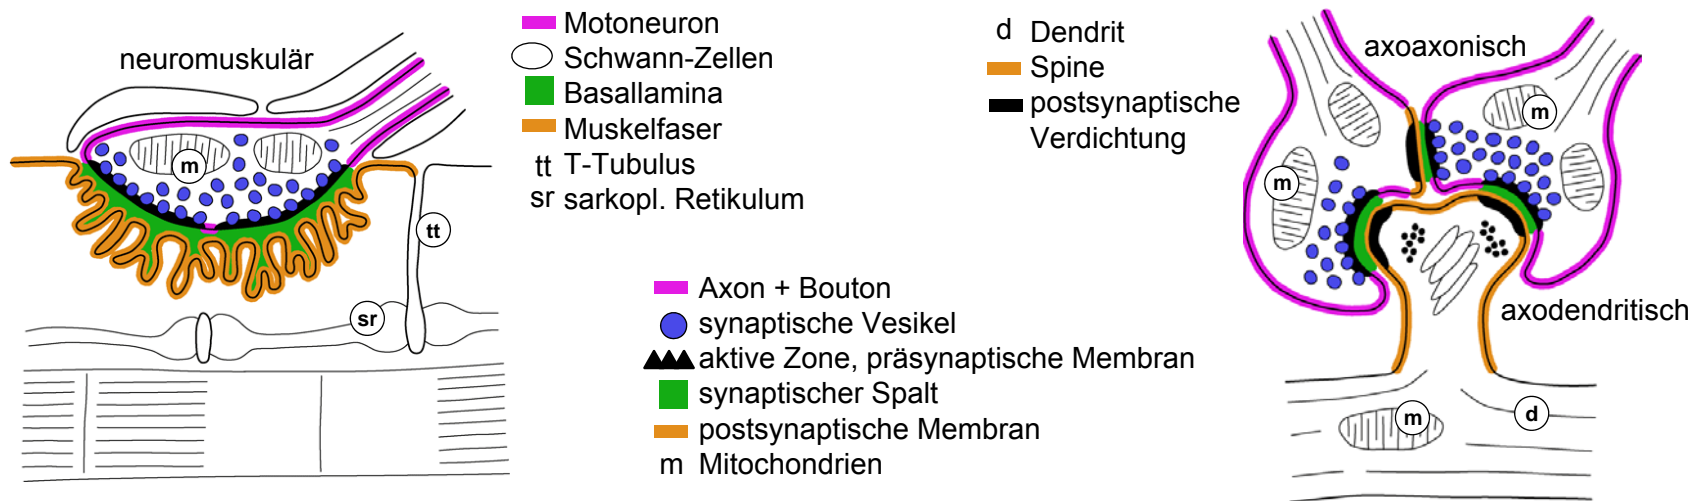 neuromuskulär
m
tt
sr
Motoneuron
Schwann-Zellen
Basallamina
Muskelfaser
tt T-Tubulus
sr sarkopl. Retikulum
Axon + Bouton
synaptische Vesikel
aktive Zone, präsynaptische Membran
synaptischer Spalt
postsynaptische Membran
m Mitochondrien
d Dendrit
Spine
postsynaptische
Verdichtung
axoaxonisch
m
m
axodendritisch
m
d